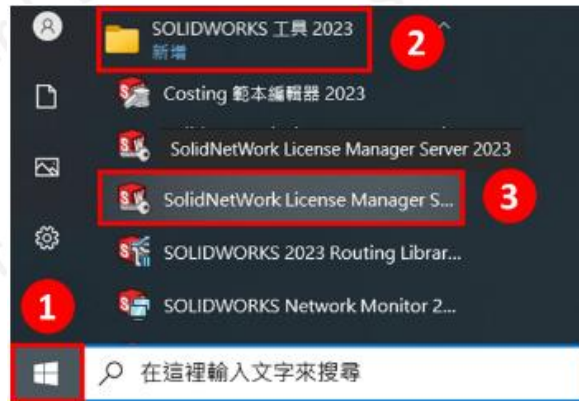 SOLIDWORKS 工具 2023
新增
2
Costing 範本編輯器 2023
SolidNetWork License Manager Server 2023
SolidNetWork License Manager S...
3
SOLIDWORKS 2023 Routing Librar...
1
SOLIDWORKS Network Monitor 2...
在這裡輸入文字來搜尋